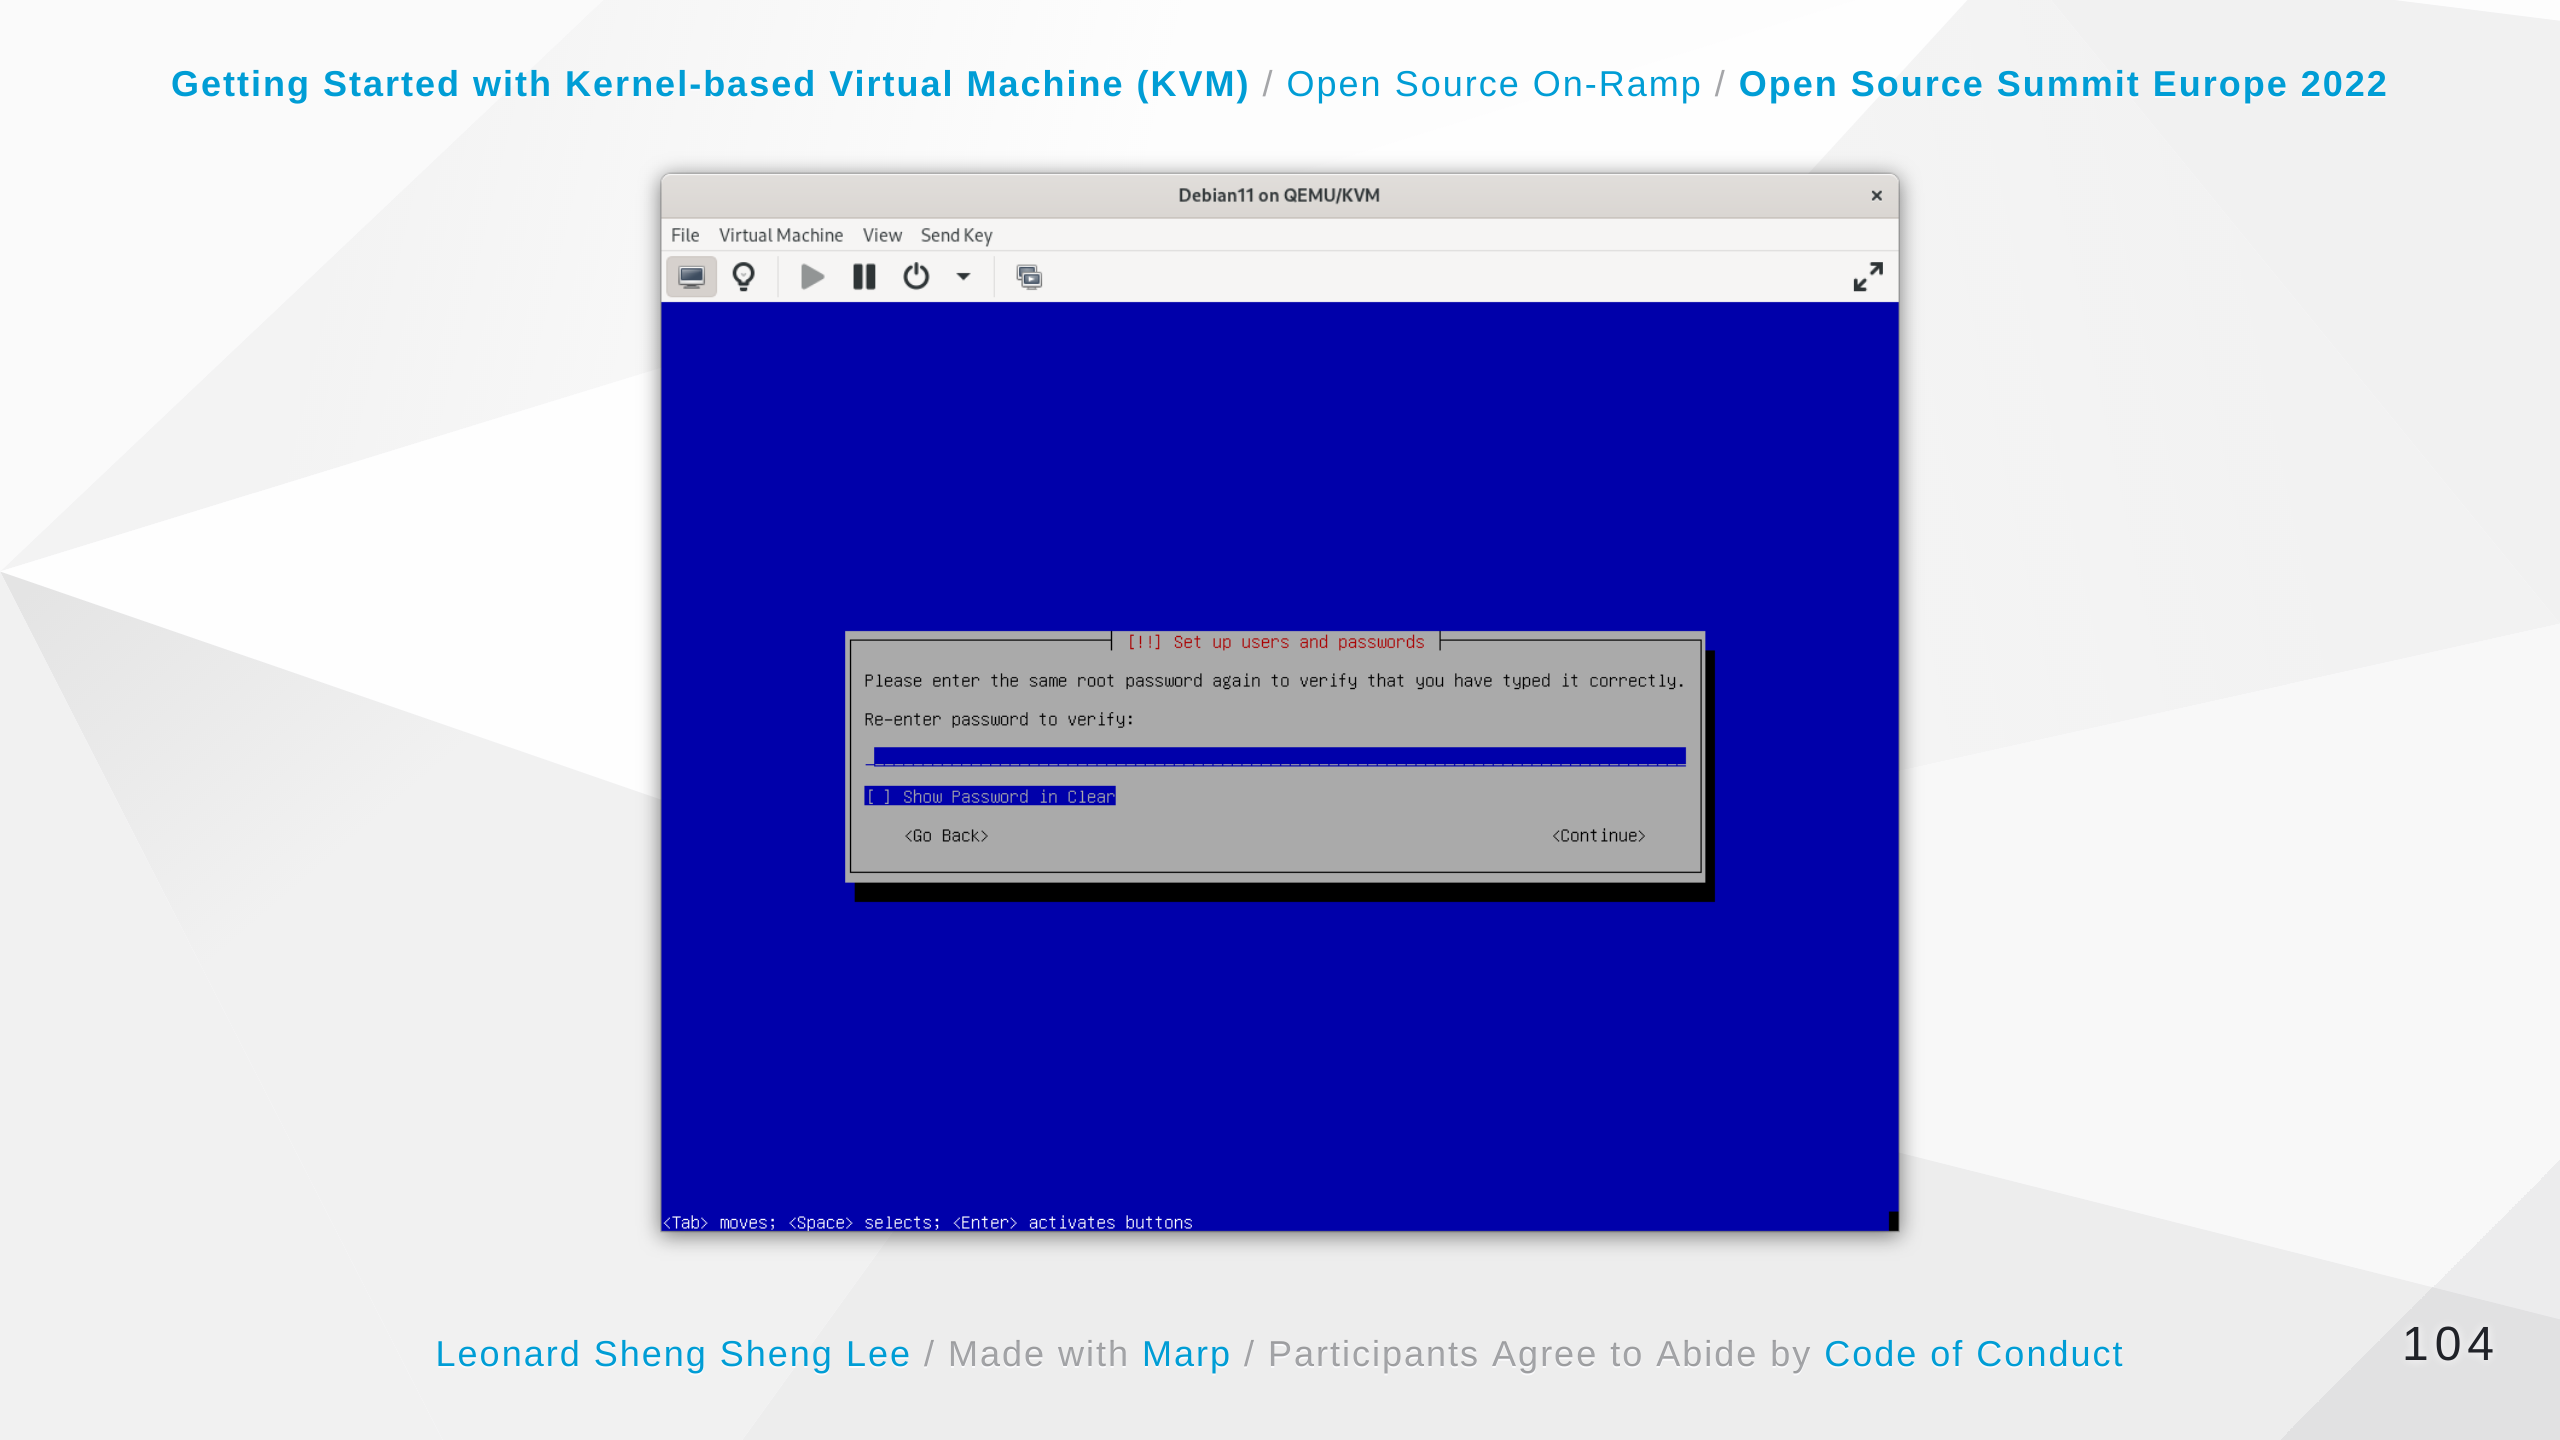 Getting Started with Kernel-based Virtual Machine (KVM) / Open Source On-Ramp / Open Source Summit Europe 2022
Debian11 on QEMU/KVM
File Virtual Machine View Send Key
[!!] Set up users and passwords
Please enter the same root password again to verify that you have typed it correctly.
Re-enter password to verify:
[ ] Show Password in Clear
<Go Back> <Continue>
<Tab> moves; <Space> selects; <Enter> activates buttons
Leonard Sheng Sheng Lee / Made with Marp / Participants Agree to Abide by Code of Conduct
104